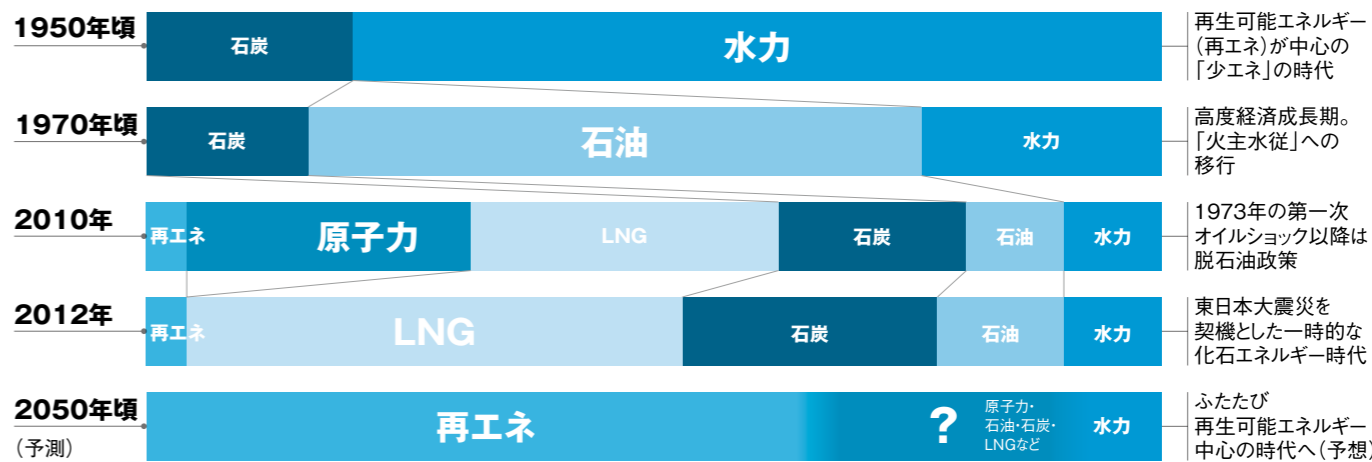 1950年頃
石炭
水力
再生可能エネルギー
(再エネ)が中心の
「少エネ」の時代
1970年頃
石炭
石油
水力
高度経済成長期。
「火主水従」への
移行
2010年
再エネ
原子力
LNG
石炭
石油
水力
1973年の第一次
オイルショック以降は
脱石油政策
2012年
再エネ
LNG
石炭
石油
水力
東日本大震災を
契機とした一時的な
化石エネルギー時代
2050年頃
(予測)
再エネ
?
原子力・
石油・石炭・
LNGなど
水力
ふたたび
再生可能エネルギー
中心の時代へ(予想)